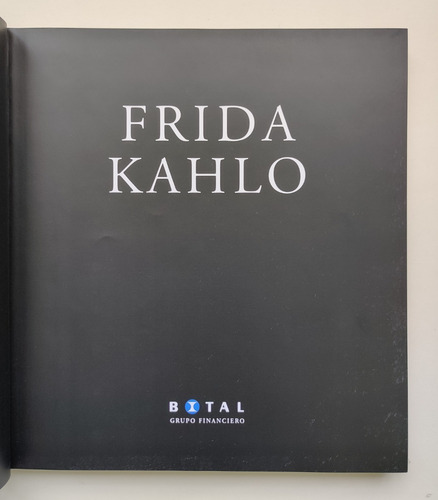 FRIDA
KAHLO
BITAL
GRUPO FINANCIERO